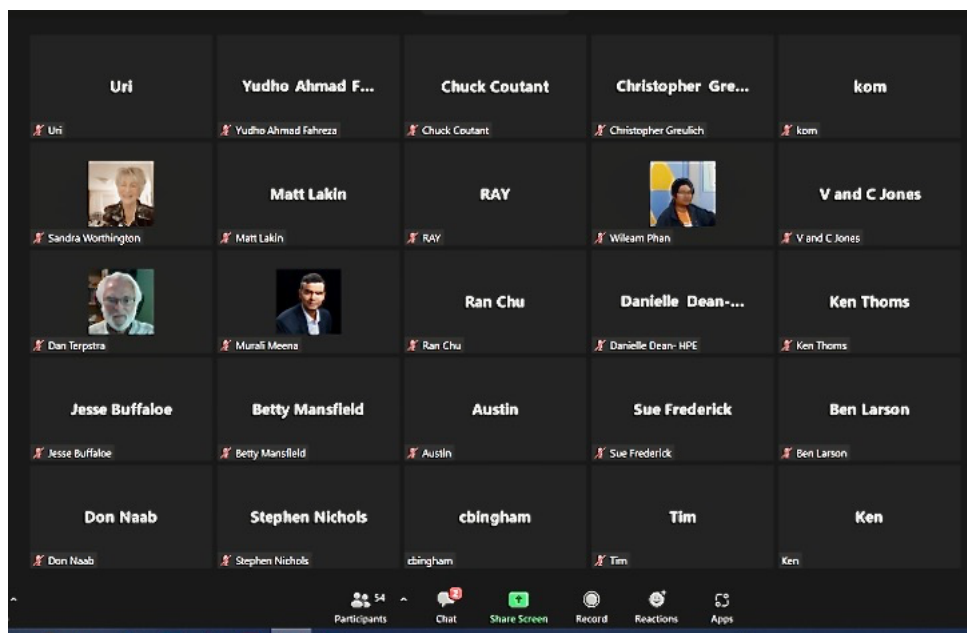 Uri
Yudho Ahmad F...
Chuck Coutant
Christopher Gre...
kom
Uri
Yudho Ahmad Fahreza
Chuck Coutant
Christopher Greulich
kom
Matt Lakin
RAY
V and C Jones
Sandra Worthington
Matt Lakin
RAY
Wileam Phan
V and C Jones
Ran Chu
Danielle Dean-...
Ken Thoms
Dan Terpstra
Murali Meena
Ran Chu
Danielle Dean- HPE
Ken Thoms
Jesse Buffaloe
Betty Mansfield
Austin
Sue Frederick
Ben Larson
Jesse Buffaloe
Betty Mansfield
Austin
Sue Frederick
Ben Larson
Don Naab
Stephen Nichols
cbingham
Tim
Ken
Don Naab
Stephen Nichols
cbingham
Tim
Ken
54
2
Participants
Chat
Share Screen
Record
Reactions
Apps